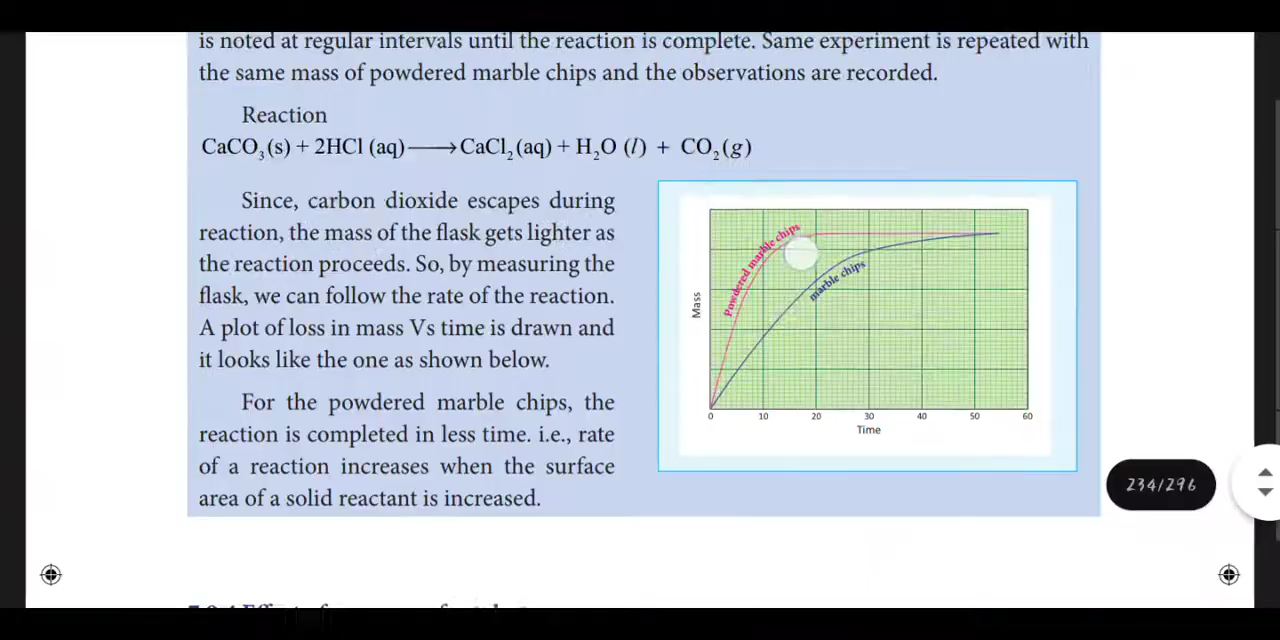 is noted at regular intervals until the reaction is complete. Same experiment is repeated with
the same mass of powdered marble chips and the observations are recorded.
Reaction
CaCO₃(s) + 2HCl (aq)⟶CaCl₂(aq) + H₂O (l) + CO₂(g)
Since, carbon dioxide escapes during
reaction, the mass of the flask gets lighter as
the reaction proceeds. So, by measuring the
flask, we can follow the rate of the reaction.
A plot of loss in mass Vs time is drawn and
it looks like the one as shown below.
For the powdered marble chips, the
reaction is completed in less time. i.e., rate
of a reaction increases when the surface
area of a solid reactant is increased.
Powdered marble chips
marble chips
Mass
0 10 20 30 40 50 60
Time
234/296